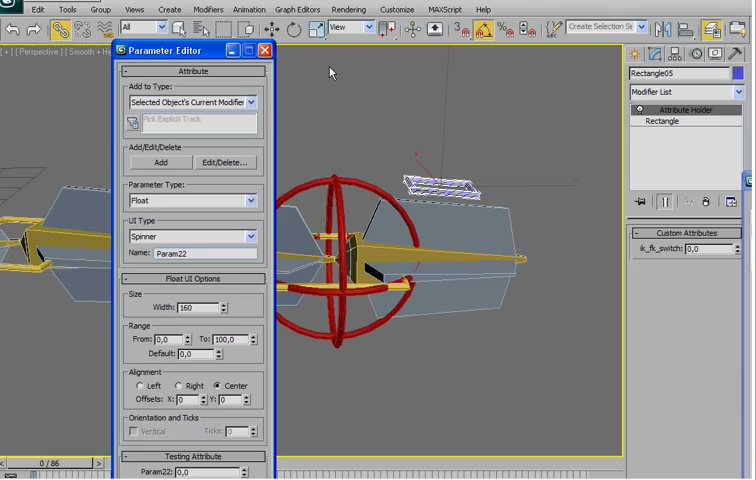 Edit Tools Group Views Create Modifiers Animation Graph Editors Rendering Customize MAXScript Help
All View 3 Create Selection Se
[ + ] Perspective ] Smooth + Hig
Parameter Editor
Attribute
Add to Type:
Selected Object's Current Modifier
Pick Explicit Track
Add/Edit/Delete
Add Edit/Delete...
Parameter Type:
Float
UI Type
Spinner
Name: Param22
Float UI Options
Size
Width: 160
Range
From: 0,0 To: 100,0
Default: 0,0
Alignment
Left Right Center
Offsets: X: 0 Y: 0
Orientation and Ticks
Vertical Ticks: 0
Testing Attribute
Param22: 0,0
Rectangle05
Modifier List
Attribute Holder
Rectangle
Custom Attributes
ik_fk_switch: 0,0
0 / 86